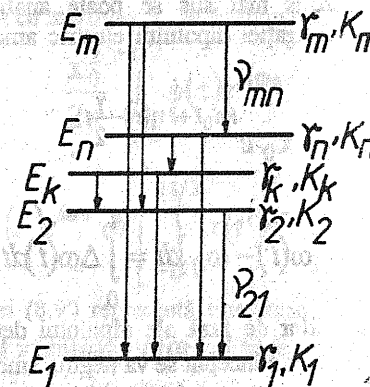 E_m γ_m, K_m
ν_mn
E_n γ_n, K_n
E_k γ_k, K_k
E_2 γ_2, K_2
ν_21
E_1 γ_1, K_1